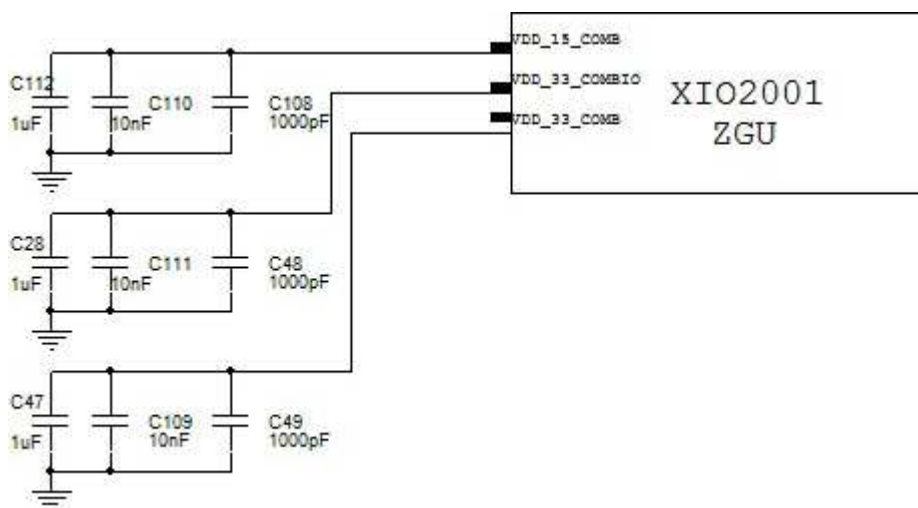 VDD_15_COMB
VDD_33_COMBIO
VDD_33_COMB
XIO2001
ZGU
C112
1uF
C110
10nF
C108
1000pF
C28
1uF
C111
10nF
C48
1000pF
C47
1uF
C109
10nF
C49
1000pF